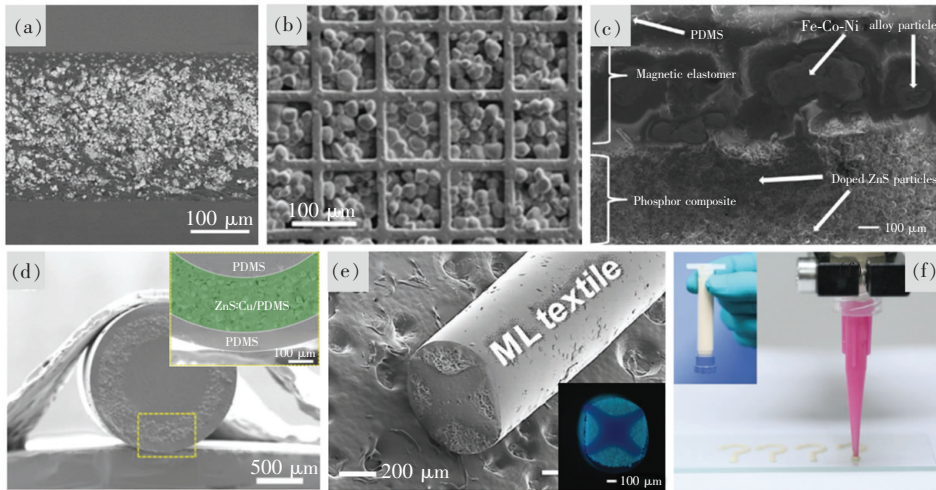 (a)
100 μm
(b)
100 μm
(c)
PDMS
Fe-Co-Ni alloy particle
Magnetic elastomer
Doped ZnS particles
Phosphor composite
100 μm
(d)
PDMS
ZnS:Cu/PDMS
PDMS
100 μm
500 μm
(e)
ML textile
200 μm
100 μm
(f)
? ? ? ?